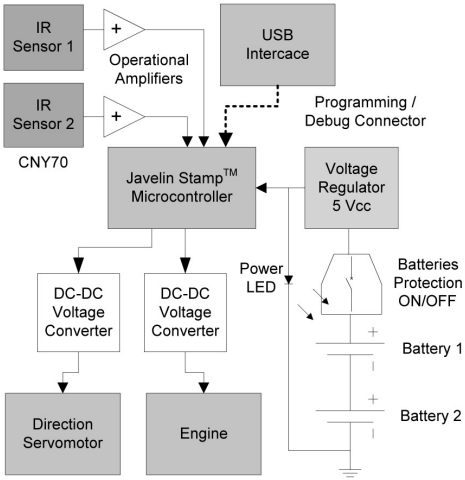 IR
Sensor 1
+
Operational
Amplifiers
USB
Intercace
IR
Sensor 2
+
CNY70
Programming /
Debug Connector
Javelin Stamp™
Microcontroller
Voltage
Regulator
5 Vcc
Power
LED
Batteries
Protection
ON/OFF
DC-DC
Voltage
Converter
DC-DC
Voltage
Converter
+
Battery 1
Direction
Servomotor
Engine
+
Battery 2